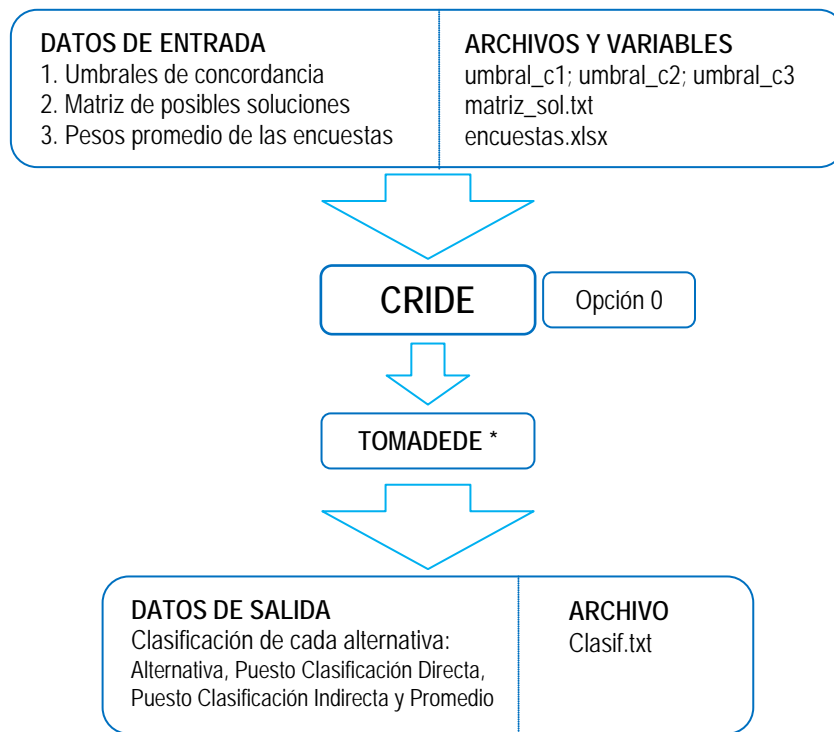 DATOS DE ENTRADA
1. Umbrales de concordancia
2. Matriz de posibles soluciones
3. Pesos promedio de las encuestas
ARCHIVOS Y VARIABLES
umbral_c1; umbral_c2; umbral_c3
matriz_sol.txt
encuestas.xlsx
CRIDE
Opción 0
TOMADEDE *
DATOS DE SALIDA
Clasificación de cada alternativa:
Alternativa, Puesto Clasificación Directa,
Puesto Clasificación Indirecta y Promedio
ARCHIVO
Clasif.txt